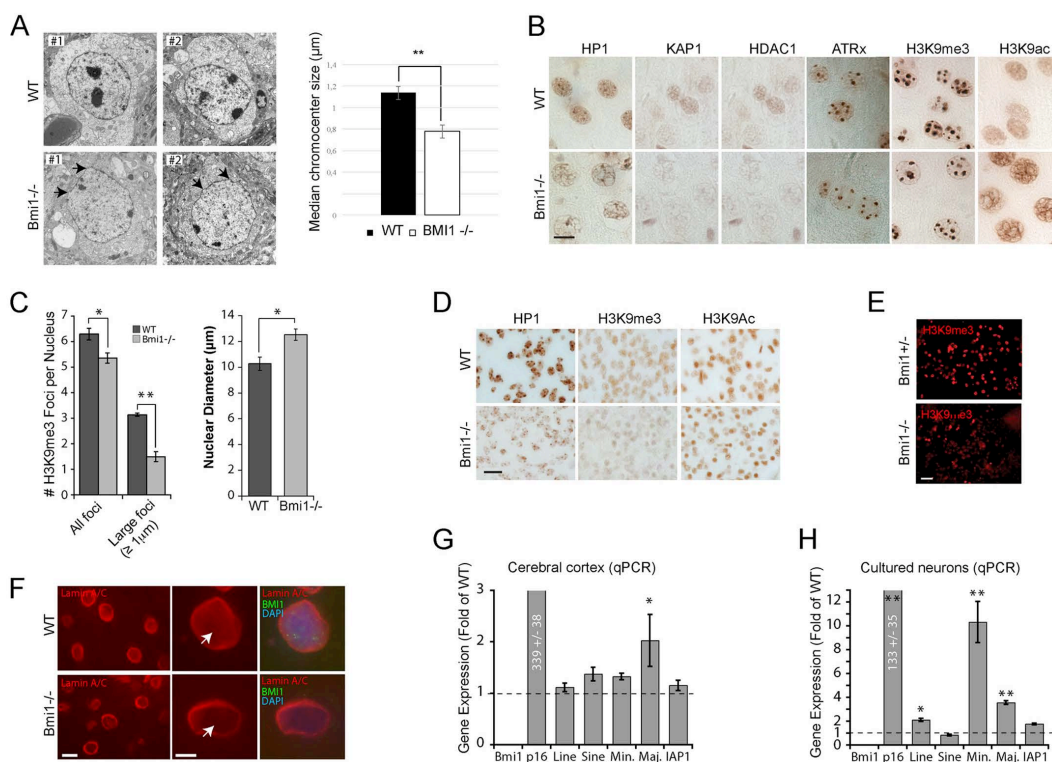 A
#1
#2
WT
#1
#2
Bmi1-/-
Median chromocenter size (µm)
**
1,4
1,2
1
0,8
0,6
0,4
0,2
0
WT BMI1 -/-
B
HP1 KAP1 HDAC1 ATRx H3K9me3 H3K9ac
WT
Bmi1-/-
C
# H3K9me3 Foci per Nucleus
7
6
5
4
3
2
1
0
*
**
WT
Bmi1-/-
All foci
Large foci
(≥ 1µm)
Nuclear Diameter (µm)
14
12
10
8
6
4
2
0
*
WT Bmi1-/-
D
HP1 H3K9me3 H3K9Ac
WT
Bmi1-/-
E
H3K9me3
Bmi1+/-
H3K9me3
Bmi1-/-
F
WT
Lamin A/C
Lamin A/C
Lamin A/C
BMI1
DAPI
Bmi1-/-
Lamin A/C
Lamin A/C
Lamin A/C
BMI1
DAPI
G
Cerebral cortex (qPCR)
Gene Expression (Fold of WT)
3
2
1
0
339 +/- 38
*
Bmi1 p16 Line Sine Min. Maj. IAP1
H
Cultured neurons (qPCR)
Gene Expression (Fold of WT)
12
10
8
6
4
2
1
0
**
133 +/- 35
*
**
**
Bmi1 p16 Line Sine Min. Maj. IAP1